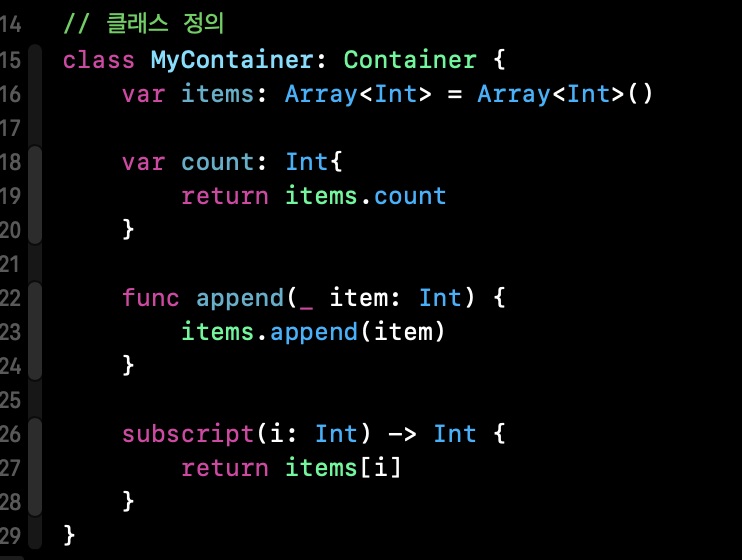 14 // 클래스 정의
15 class MyContainer: Container {
16     var items: Array<Int> = Array<Int>()
17
18     var count: Int{
19         return items.count
20     }
21
22     func append(_ item: Int) {
23         items.append(item)
24     }
25
26     subscript(i: Int) -> Int {
27         return items[i]
28     }
29 }